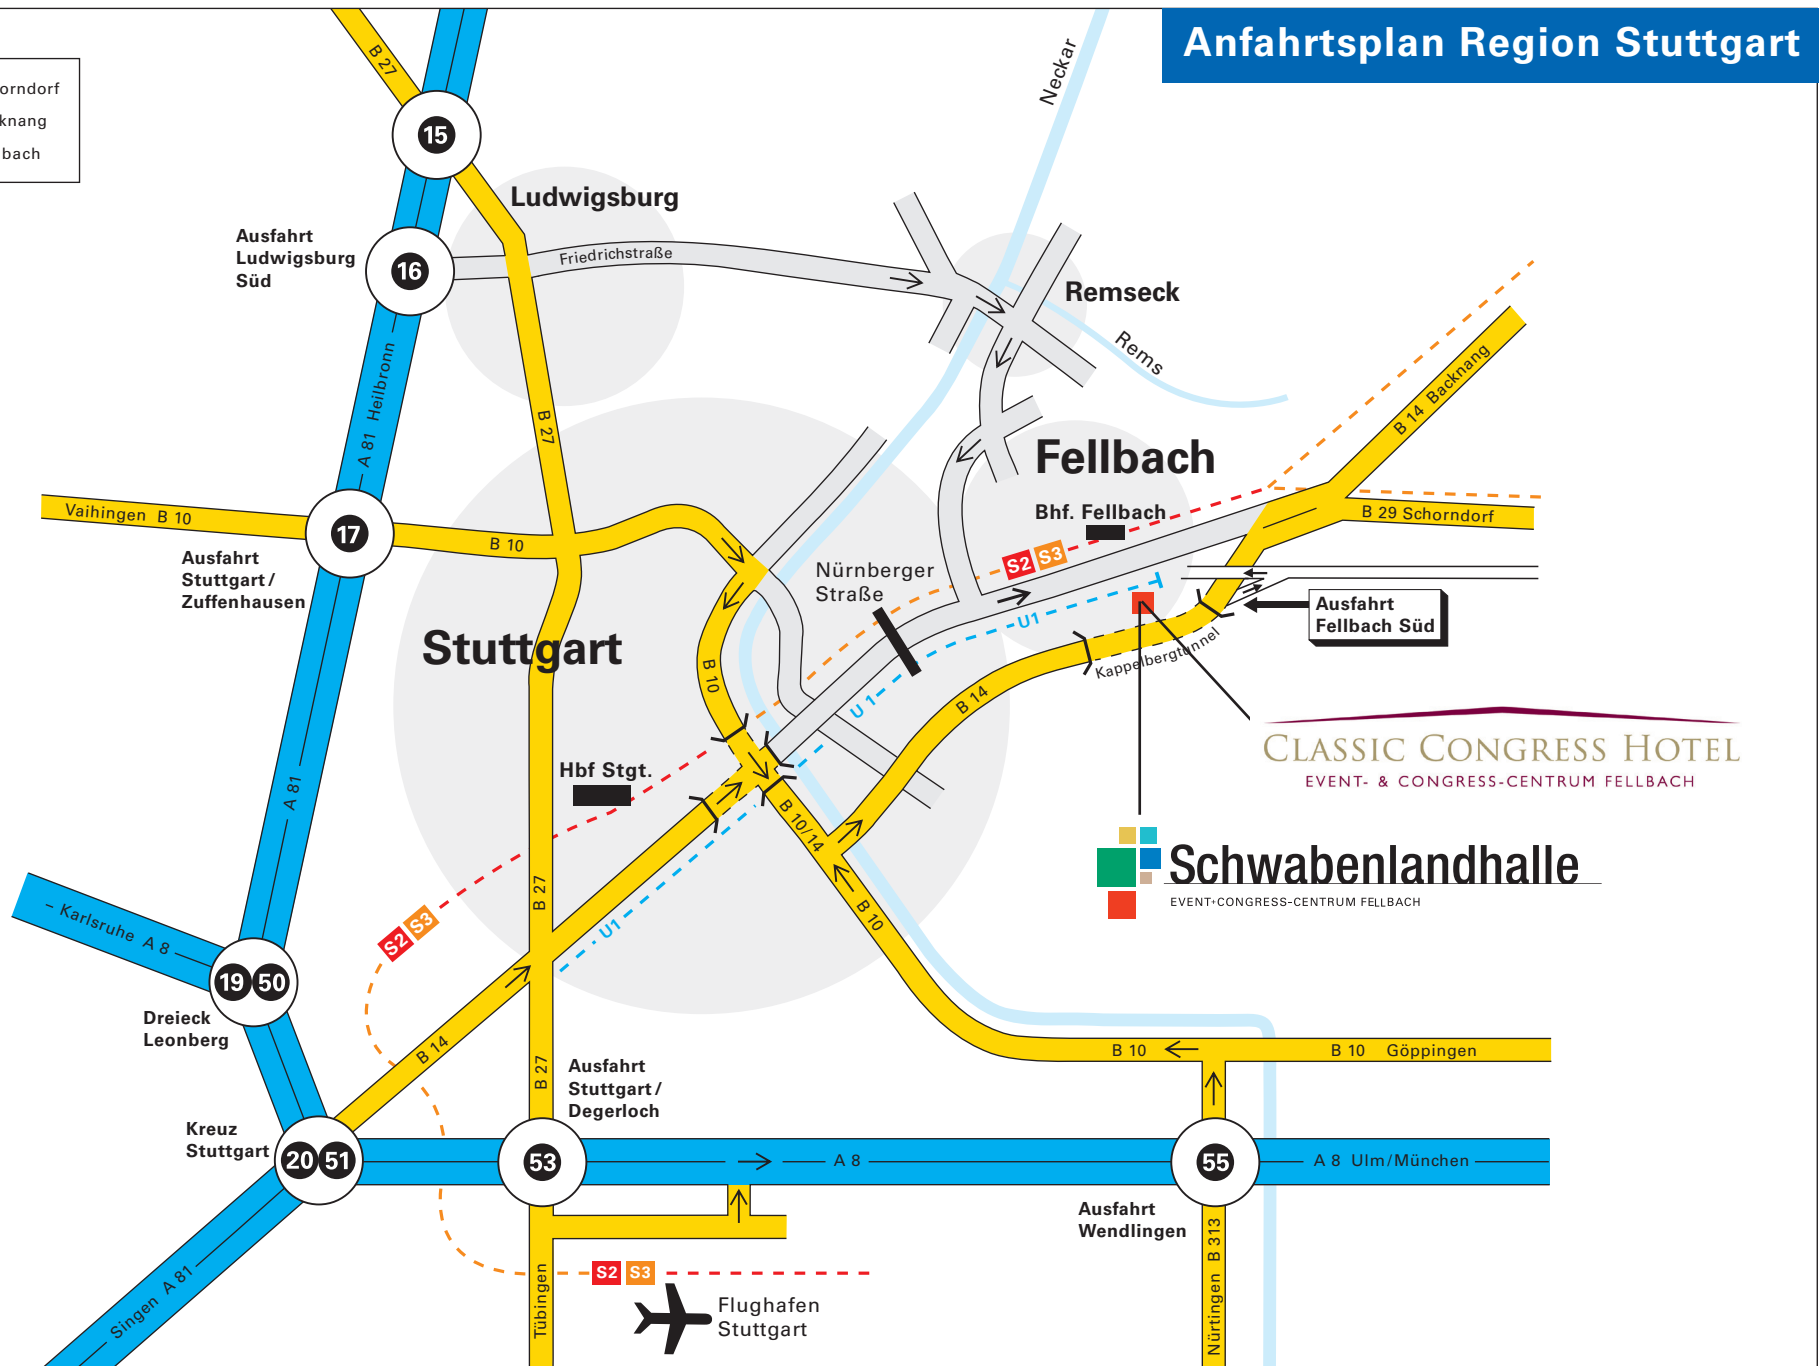 Anfahrtsplan Region Stuttgart
orndorf
knang
bach
B 27
15
Neckar
Ludwigsburg
Ausfahrt
Ludwigsburg
Süd
16
Friedrichstraße
Remseck
Rems
A 81 Heilbronn
B 27
B 14 Backnang
Fellbach
Bhf. Fellbach
B 29 Schorndorf
Vaihingen B 10
17
B 10
Ausfahrt
Stuttgart/
Zuffenhausen
Nürnberger
Straße
S2 S3
U1
Ausfahrt
Fellbach Süd
Kappelbergtunnel
Stuttgart
B 10
U 1
B 14
CLASSIC CONGRESS HOTEL
EVENT- & CONGRESS-CENTRUM FELLBACH
Hbf Stgt.
A 81
B 10/14
Schwabenlandhalle
EVENT+CONGRESS-CENTRUM FELLBACH
B 27
S2 S3
U1
B 10
Karlsruhe A 8
19 50
Dreieck
Leonberg
B 14
B 27
Ausfahrt
Stuttgart/
Degerloch
B 10
B 10 Göppingen
Kreuz
Stuttgart
20 51
53
A 8
55
A 8 Ulm/München
Ausfahrt
Wendlingen
Singen A 81
Tübingen
S2 S3
Flughafen
Stuttgart
Nürtingen B 313